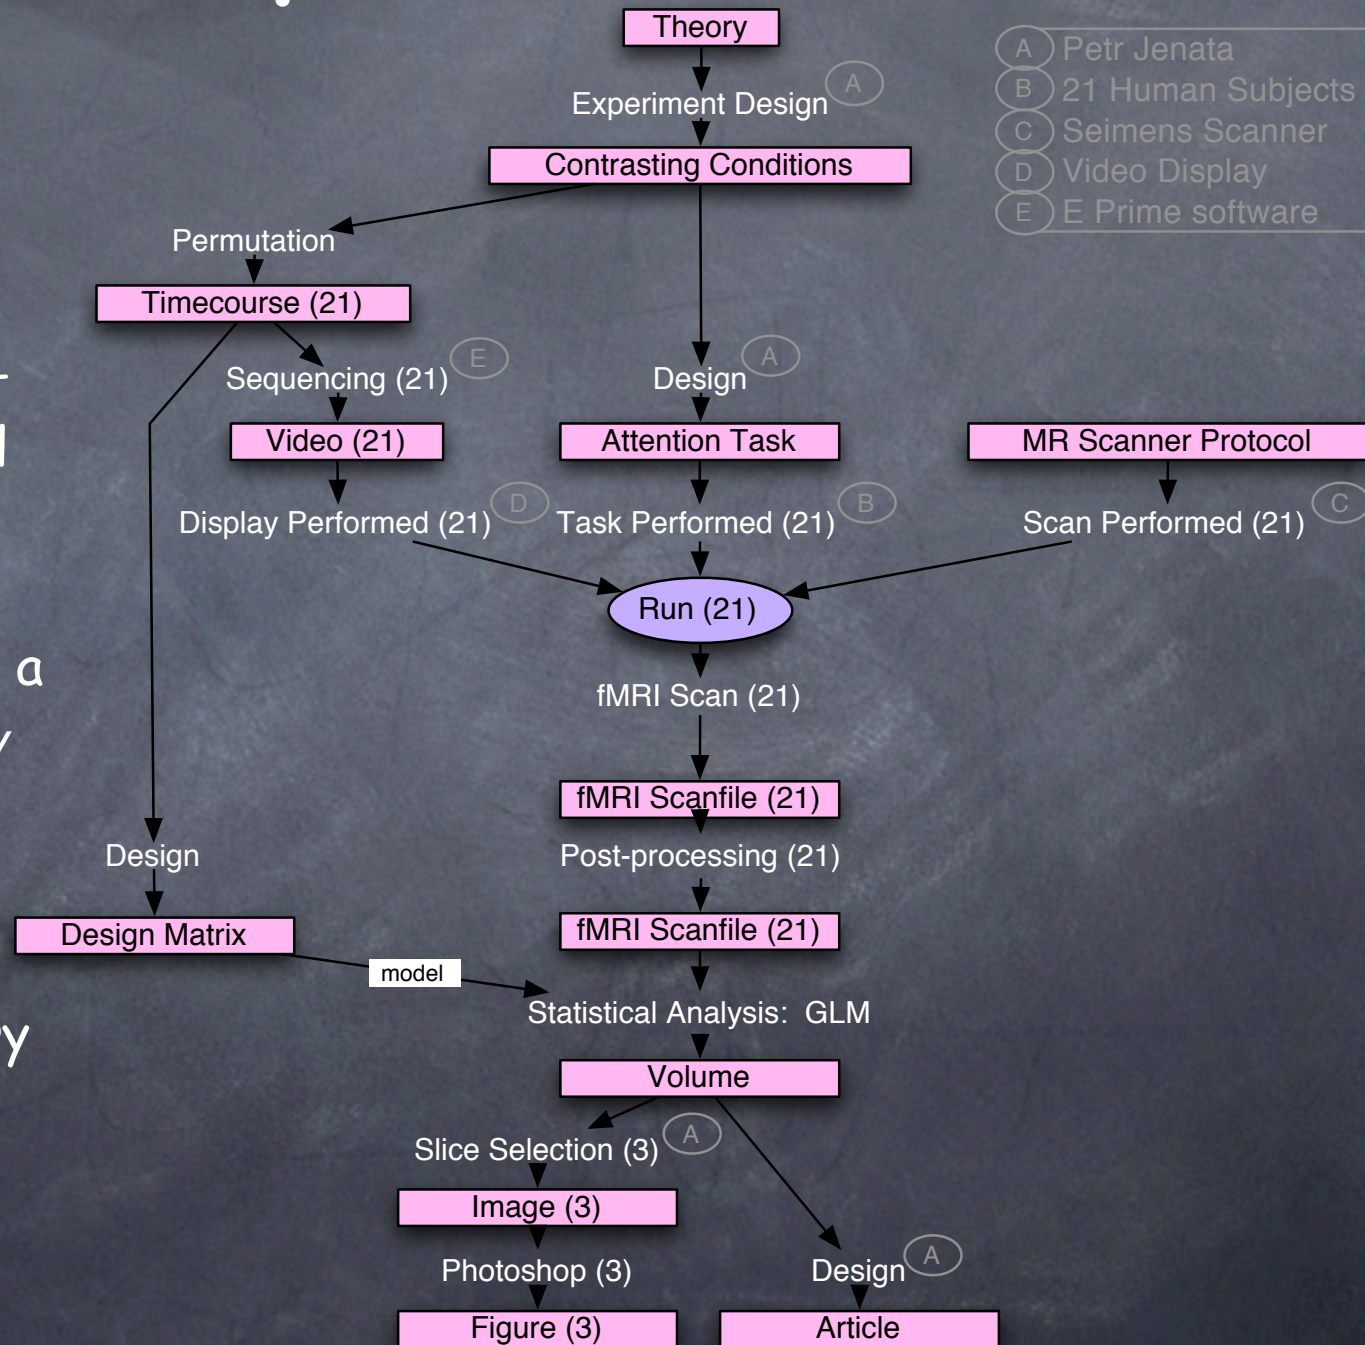 Theory
A Petr Jenata
Experiment Design A
B 21 Human Subjects
C Seimens Scanner
Contrasting Conditions
D Video Display
E E Prime software
Permutation
Timecourse (21)
Sequencing (21) E
Design A
Video (21)
Attention Task
MR Scanner Protocol
Display Performed (21) D
Task Performed (21) B
Scan Performed (21) C
Run (21)
a
fMRI Scan (21)
fMRI Scanfile (21)
Design
Post-processing (21)
Design Matrix
fMRI Scanfile (21)
model
Statistical Analysis: GLM
Volume
Slice Selection (3) A
Image (3)
Photoshop (3)
Design A
Figure (3)
Article